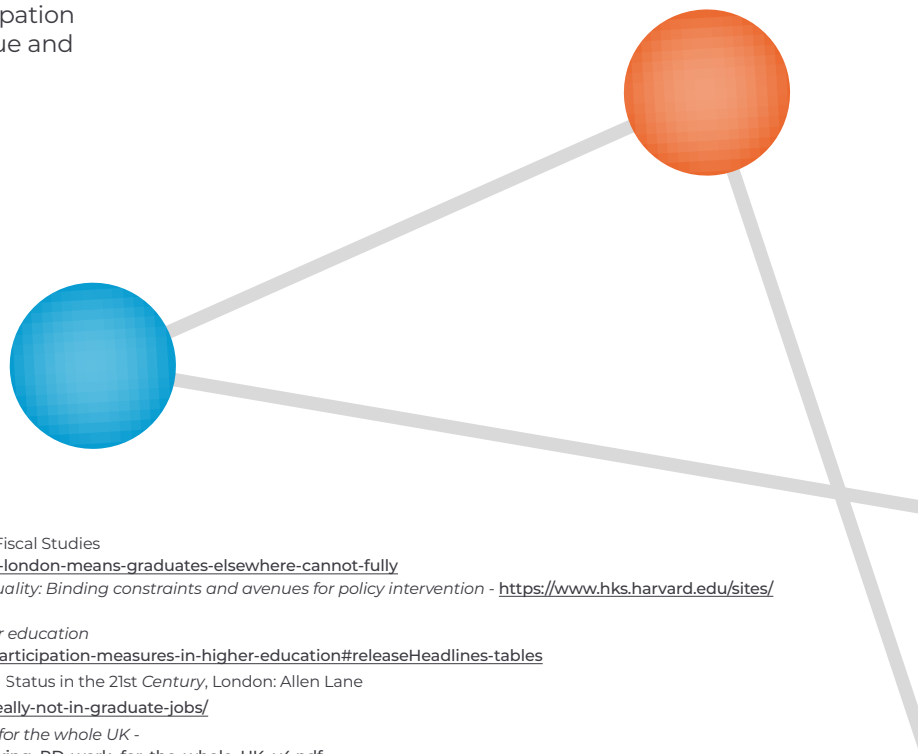 ipation
ue and
Fiscal Studies
-london-means-graduates-elsewhere-cannot-fully
uality: Binding constraints and avenues for policy intervention - https://www.hks.harvard.edu/sites/
r education
articipation-measures-in-higher-education#releaseHeadlines-tables
Status in the 21st Century, London: Allen Lane
eally-not-in-graduate-jobs/
for the whole UK -